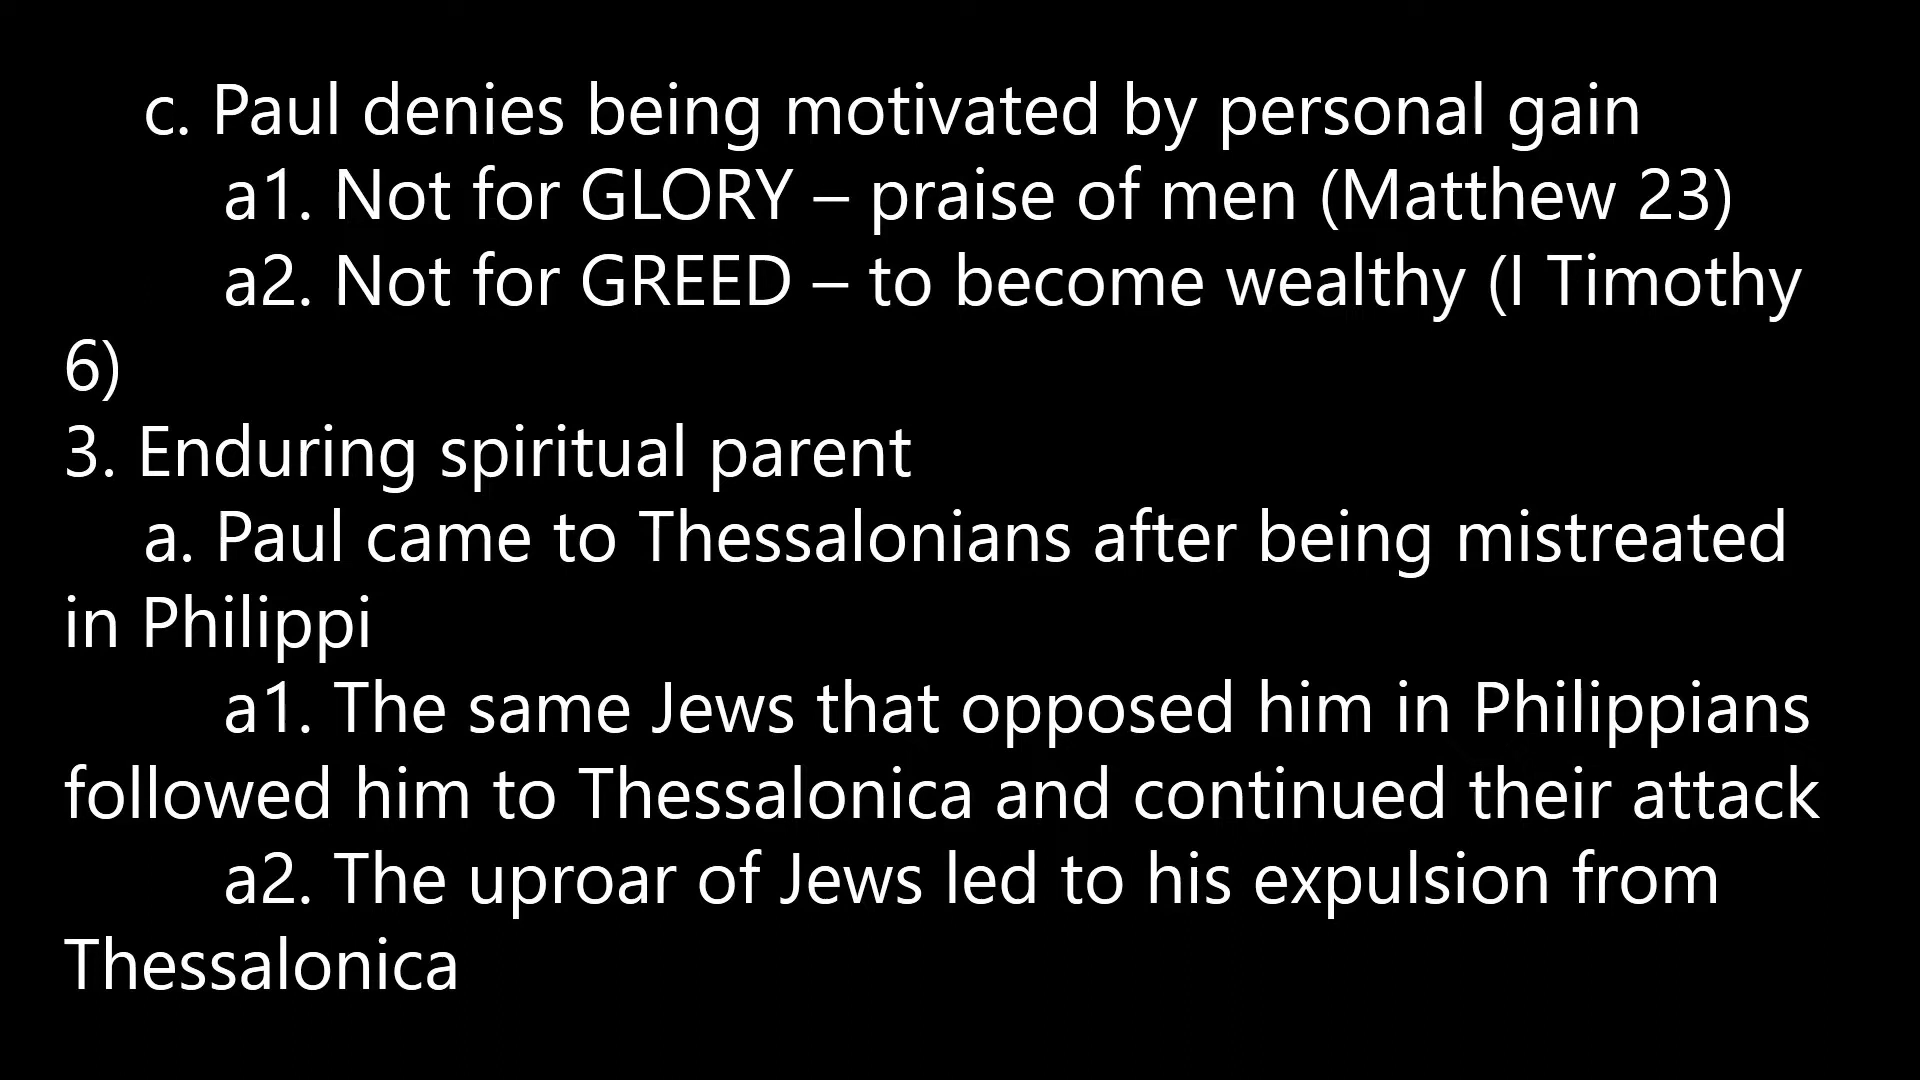 c. Paul denies being motivated by personal gain
a1. Not for GLORY – praise of men (Matthew 23)
a2. Not for GREED – to become wealthy (I Timothy
6)
3. Enduring spiritual parent
a. Paul came to Thessalonians after being mistreated
in Philippi
a1. The same Jews that opposed him in Philippians
followed him to Thessalonica and continued their attack
a2. The uproar of Jews led to his expulsion from
Thessalonica